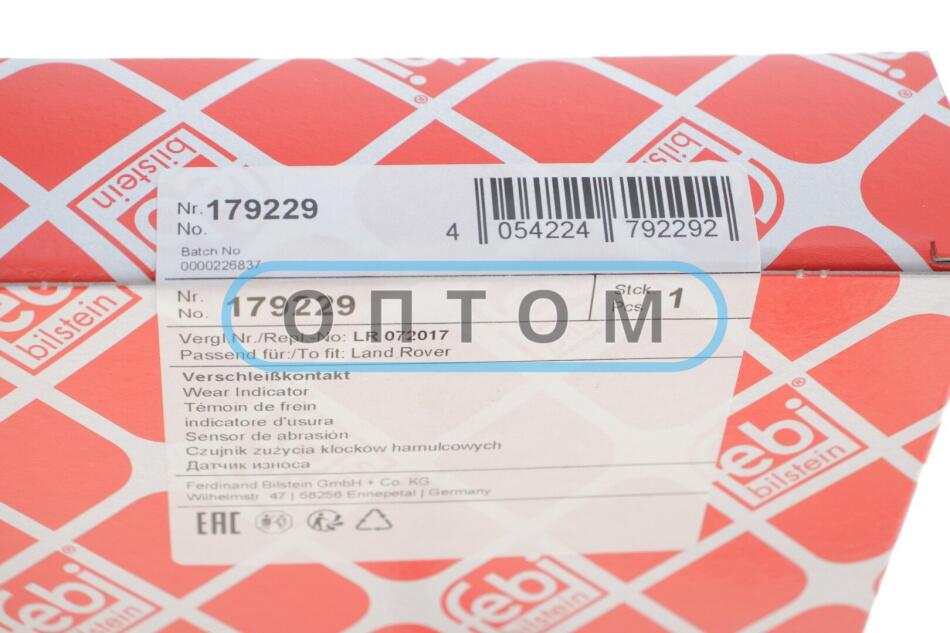 febi
bilstein
Nr. 179229
No.
Batch No
0000226837
4 054224 792292
Nr. 179229
No.
Stck
Pcs 1
ОПТОМ
Vergl.Nr./Repl.-No: LR 072017
Passend für:/To fit: Land Rover
Verschleißkontakt
Wear Indicator
Témoin de frein
indicatore d'usura
Sensor de abrasión
Czujnik zużycia klocków hamulcowych
Датчик износа
Ferdinand Bilstein GmbH + Co. KG
Wilhelmstr. 47 | 58256 Ennepetal | Germany
EAC
febi
bilstein
febi
bilstein
febi
bilstein
febi
bilstein